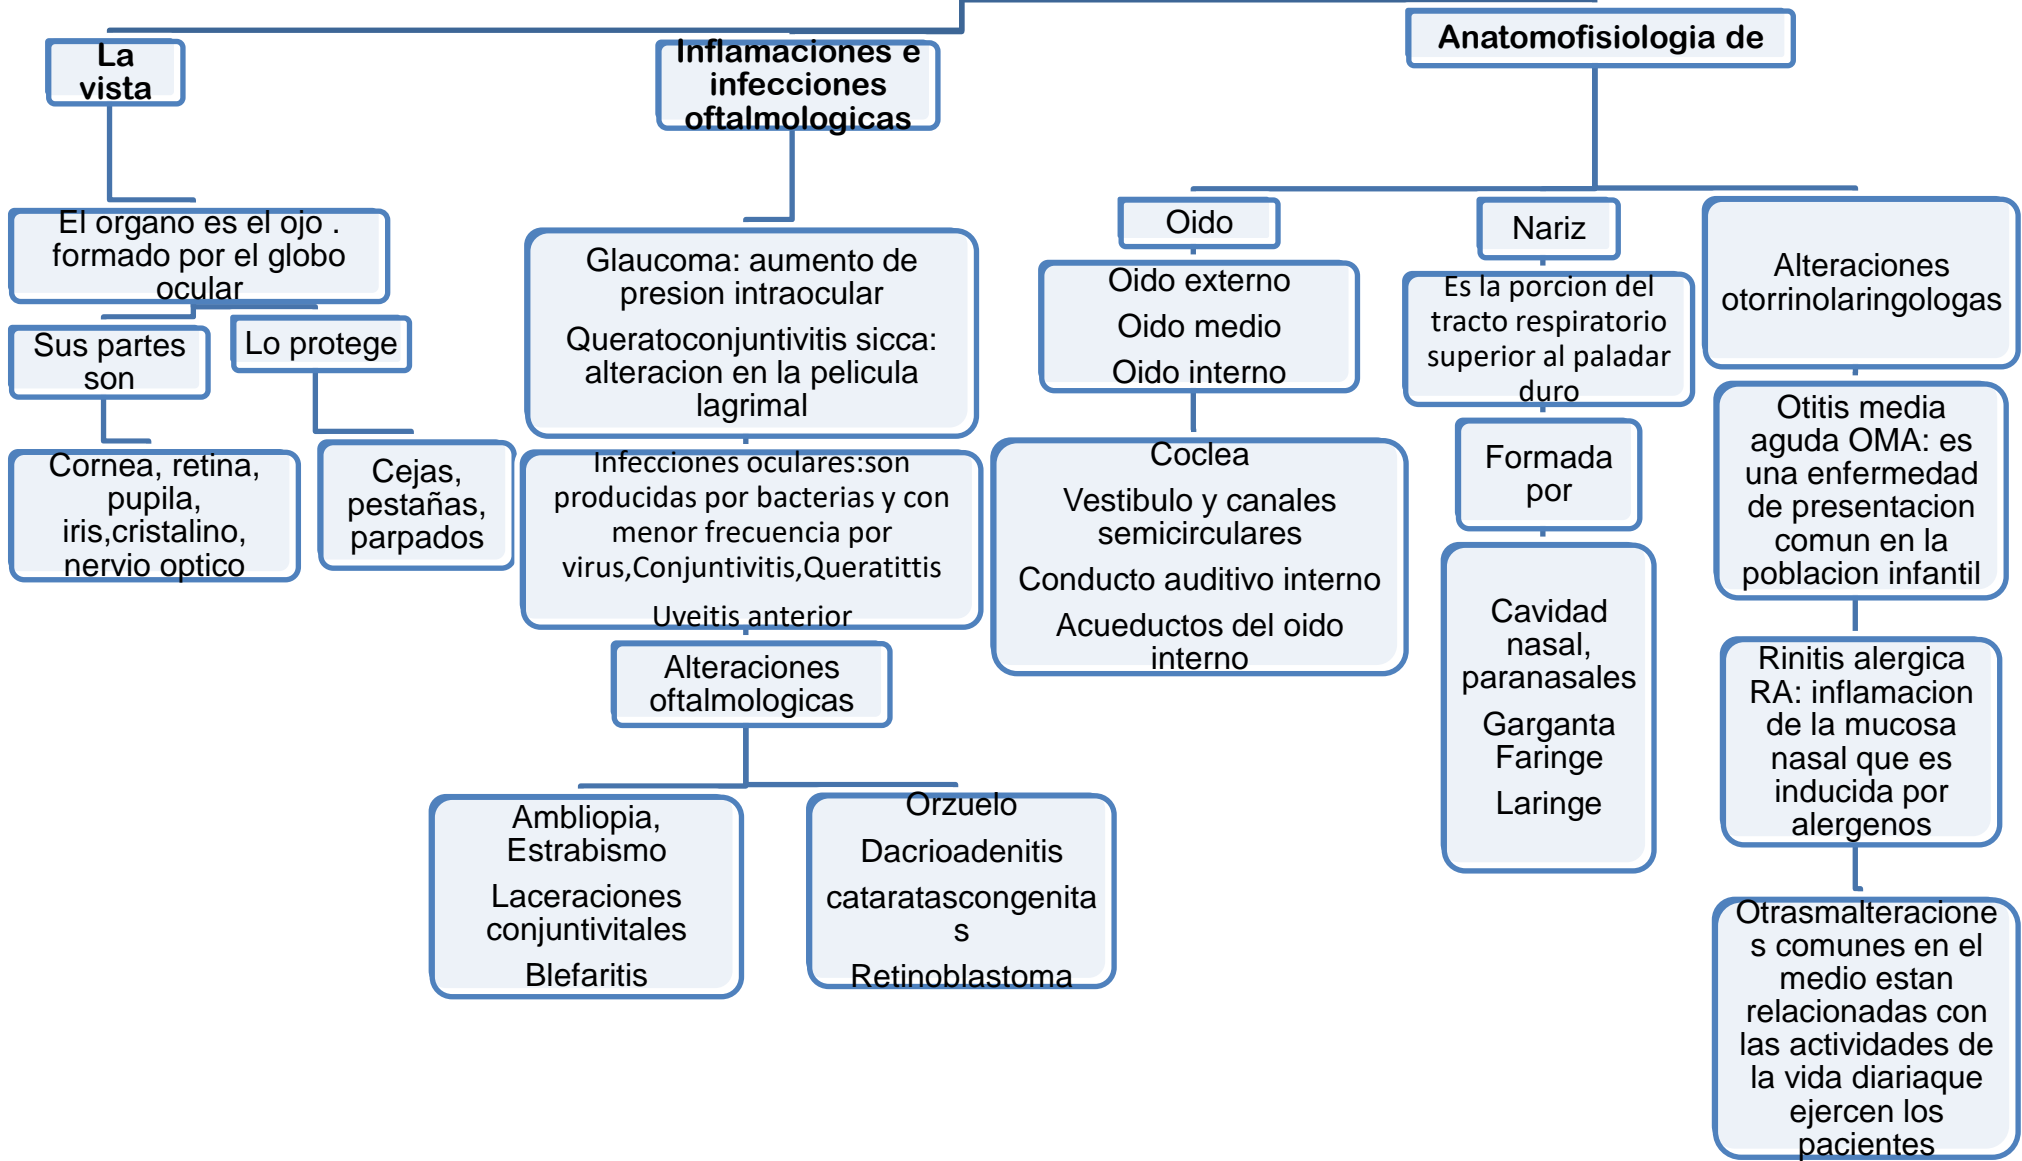 La
vista
El organo es el ojo .
formado por el globo
ocular
Sus partes
son
Cornea, retina,
pupila,
iris,cristalino,
nervio optico
Lo protege
Cejas,
pestañas,
parpados
Inflamaciones e
infecciones
oftalmologicas
Glaucoma: aumento de
presion intraocular
Queratoconjuntivitis sicca:
alteracion en la pelicula
lagrimal
Infecciones oculares:son
producidas por bacterias y con
menor frecuencia por
virus,Conjuntivitis,Queratittis
Uveitis anterior
Alteraciones
oftalmologicas
Ambliopia,
Estrabismo
Laceraciones
conjuntivitales
Blefaritis
Orzuelo
Dacrioadenitis
cataratascongenita
s
Retinoblastoma
Anatomofisiologia de
Oido
Oido externo
Oido medio
Oido interno
Coclea
Vestibulo y canales
semicirculares
Conducto auditivo interno
Acueductos del oido
interno
Nariz
Es la porcion del
tracto respiratorio
superior al paladar
duro
Formada
por
Cavidad
nasal,
paranasales
Garganta
Faringe
Laringe
Alteraciones
otorrinolaringologas
Otitis media
aguda OMA: es
una enfermedad
de presentacion
comun en la
poblacion infantil
Rinitis alergica
RA: inflamacion
de la mucosa
nasal que es
inducida por
alergenos
Otrasmalteracione
s comunes en el
medio estan
relacionadas con
las actividades de
la vida diariaque
ejercen los
pacientes